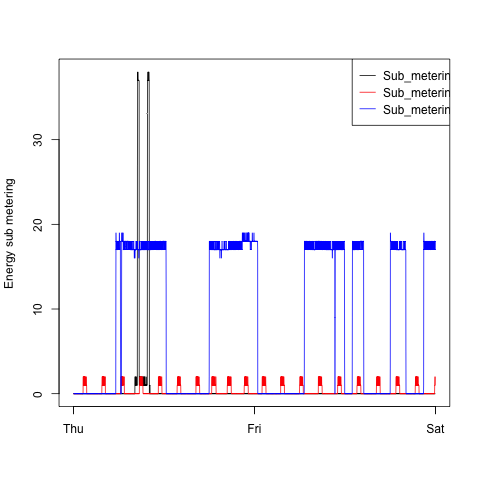 Energy sub metering
30
20
10
0
Thu
Fri
Sat
Sub_meterin
Sub_meterin
Sub_meterin